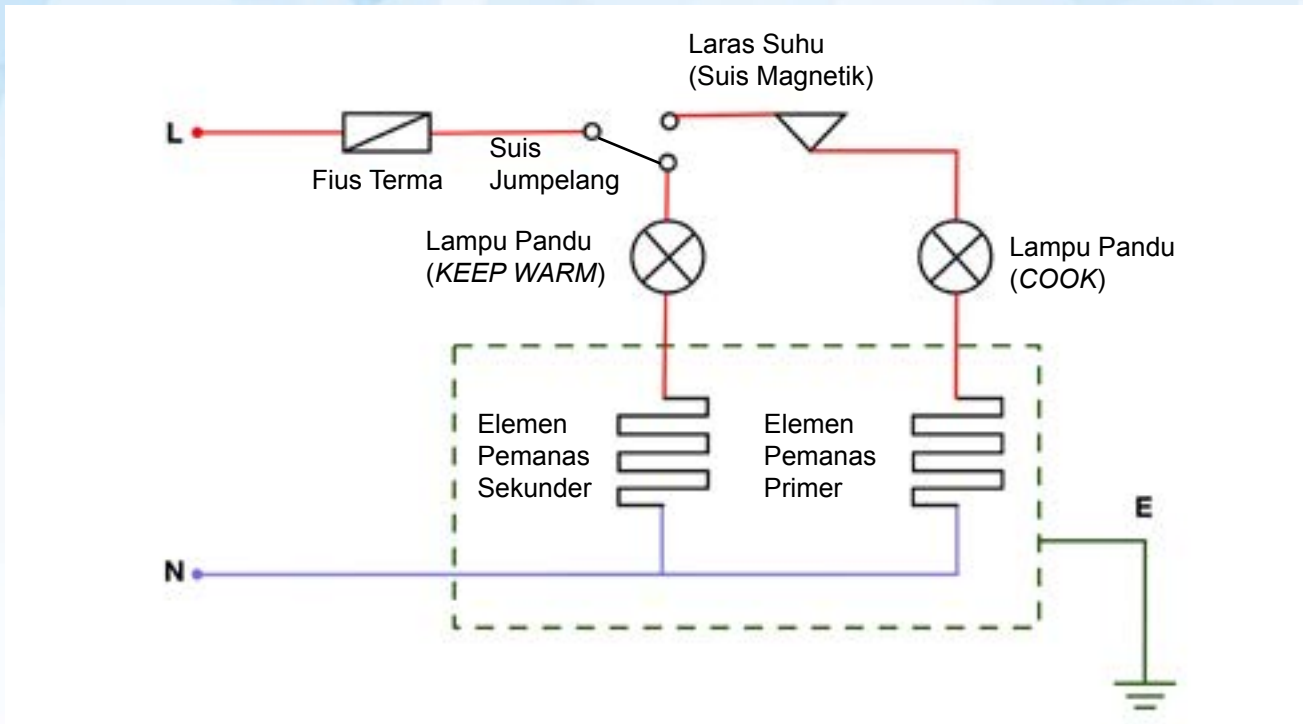 Laras Suhu
(Suis Magnetik)
L
Suis
Jumpelang
Fius Terma
Lampu Pandu
(KEEP WARM)
Lampu Pandu
(COOK)
Elemen
Pemanas
Sekunder
Elemen
Pemanas
Primer
E
N